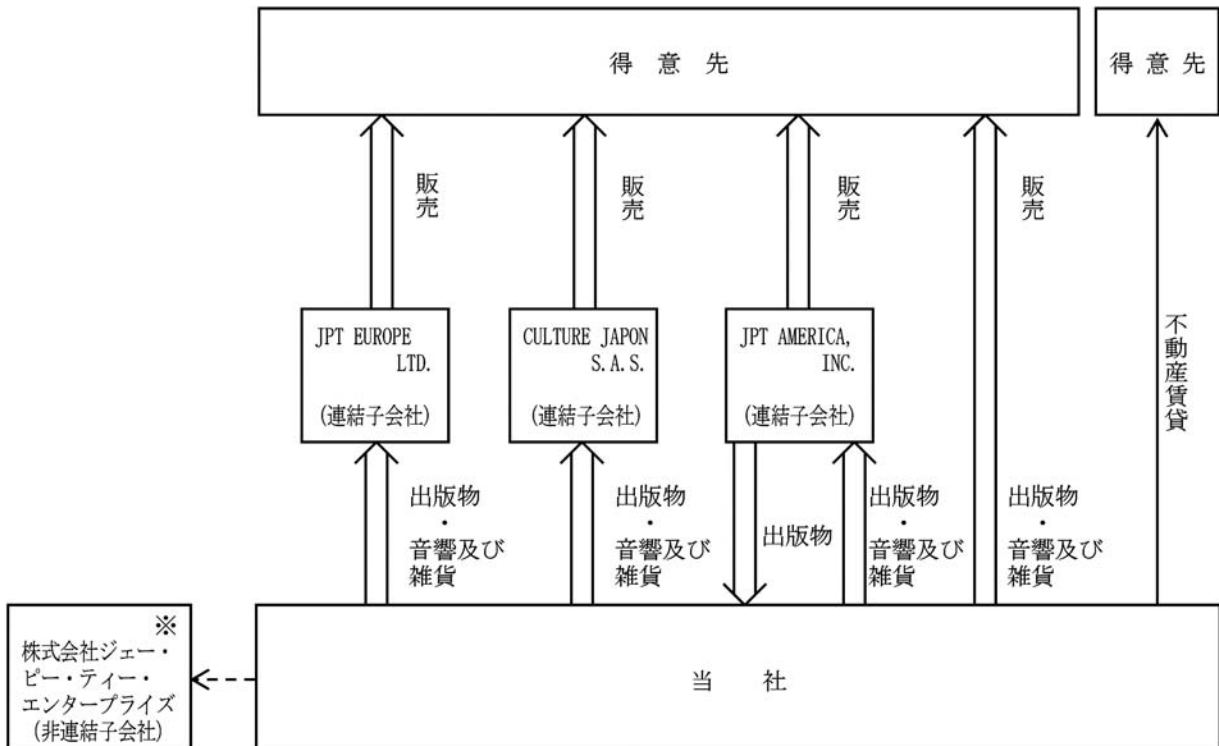 得 意 先
得 意 先
販売
販売
販売
販売
不動産賃貸
JPT EUROPE
LTD.
(連結子会社)
CULTURE JAPON
S.A.S.
(連結子会社)
JPT AMERICA,
INC.
(連結子会社)
出版物
・
音響及び
雑貨
出版物
・
音響及び
雑貨
出版物
出版物
・
音響及び
雑貨
出版物
・
音響及び
雑貨
※
株式会社ジェー・
ピー・ティー・
エンタープライズ
(非連結子会社)
当 社